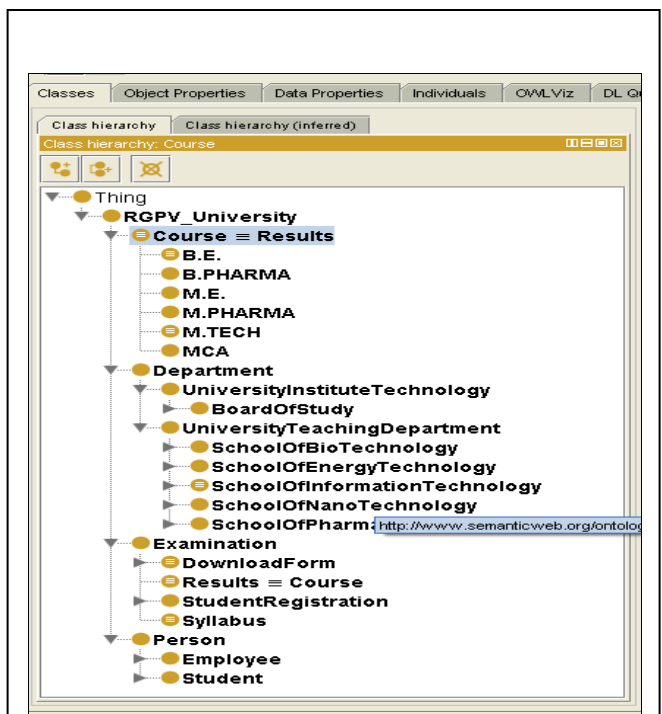 Classes Object Properties Data Properties Individuals OWLViz DL Qu
Class hierarchy Class hierarchy (inferred)
Class hierarchy: Course
Thing
RGPV_University
Course ≡ Results
B.E.
B.PHARMA
M.E.
M.PHARMA
M.TECH
MCA
Department
UniversityInstituteTechnology
BoardOfStudy
UniversityTeachingDepartment
SchoolOfBioTechnology
SchoolOfEnergyTechnology
SchoolOfInformationTechnology
SchoolOfNanoTechnology
SchoolOfPharma http://www.semanticweb.org/ontolog
Examination
DownloadForm
Results ≡ Course
StudentRegistration
Syllabus
Person
Employee
Student